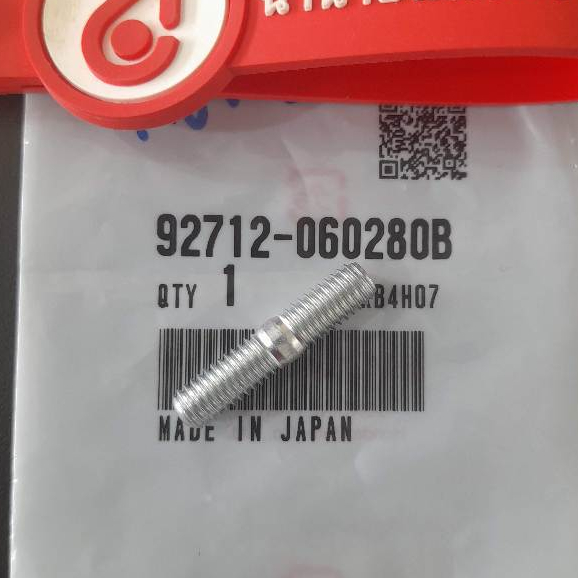 92712-060280B
QTY 1
B4H07
MADE IN JAPAN